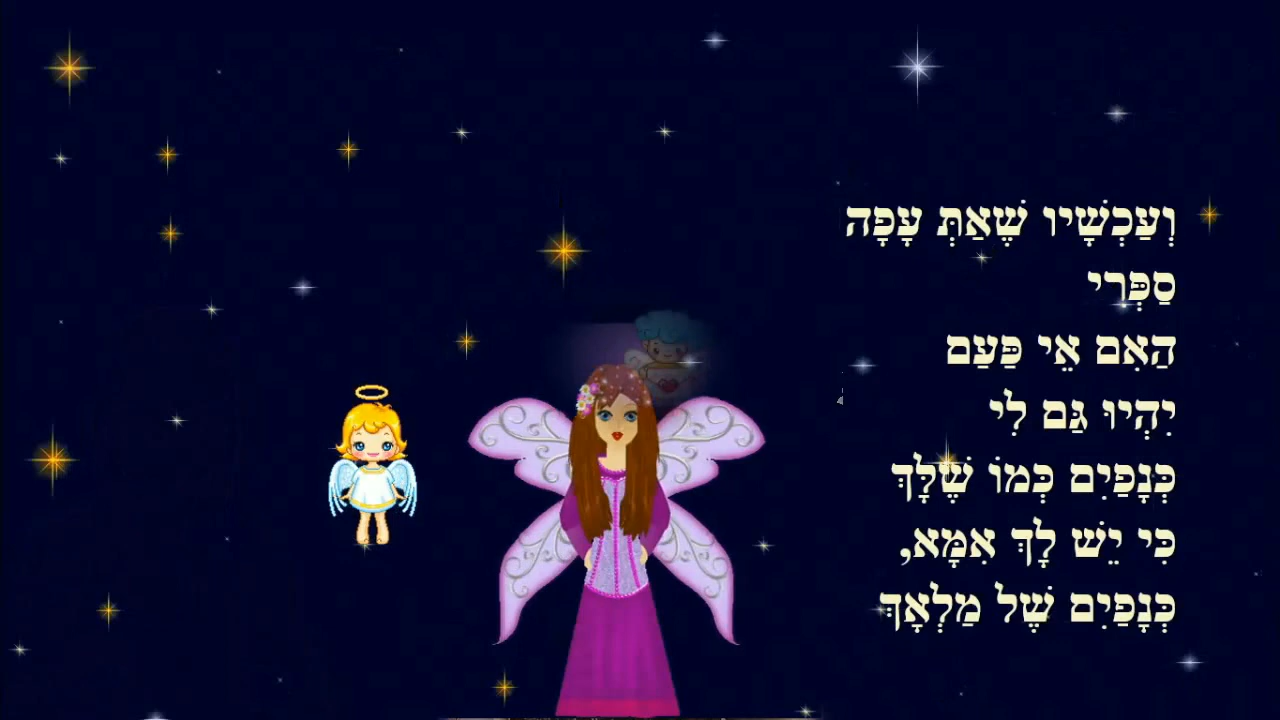 וְעַכְשָׁיו שֶׁאַתְּ עָפָה
סַפְּרִי
הַאִם אֵי פַּעַם
יִהְיוּ גַּם לִי
כְּנָפַיִם כְּמוֹ שֶׁלָּךְ
כִּי יֵשׁ לָךְ אִמָּא,
כְּנָפַיִם שֶׁל מַלְאָךְ